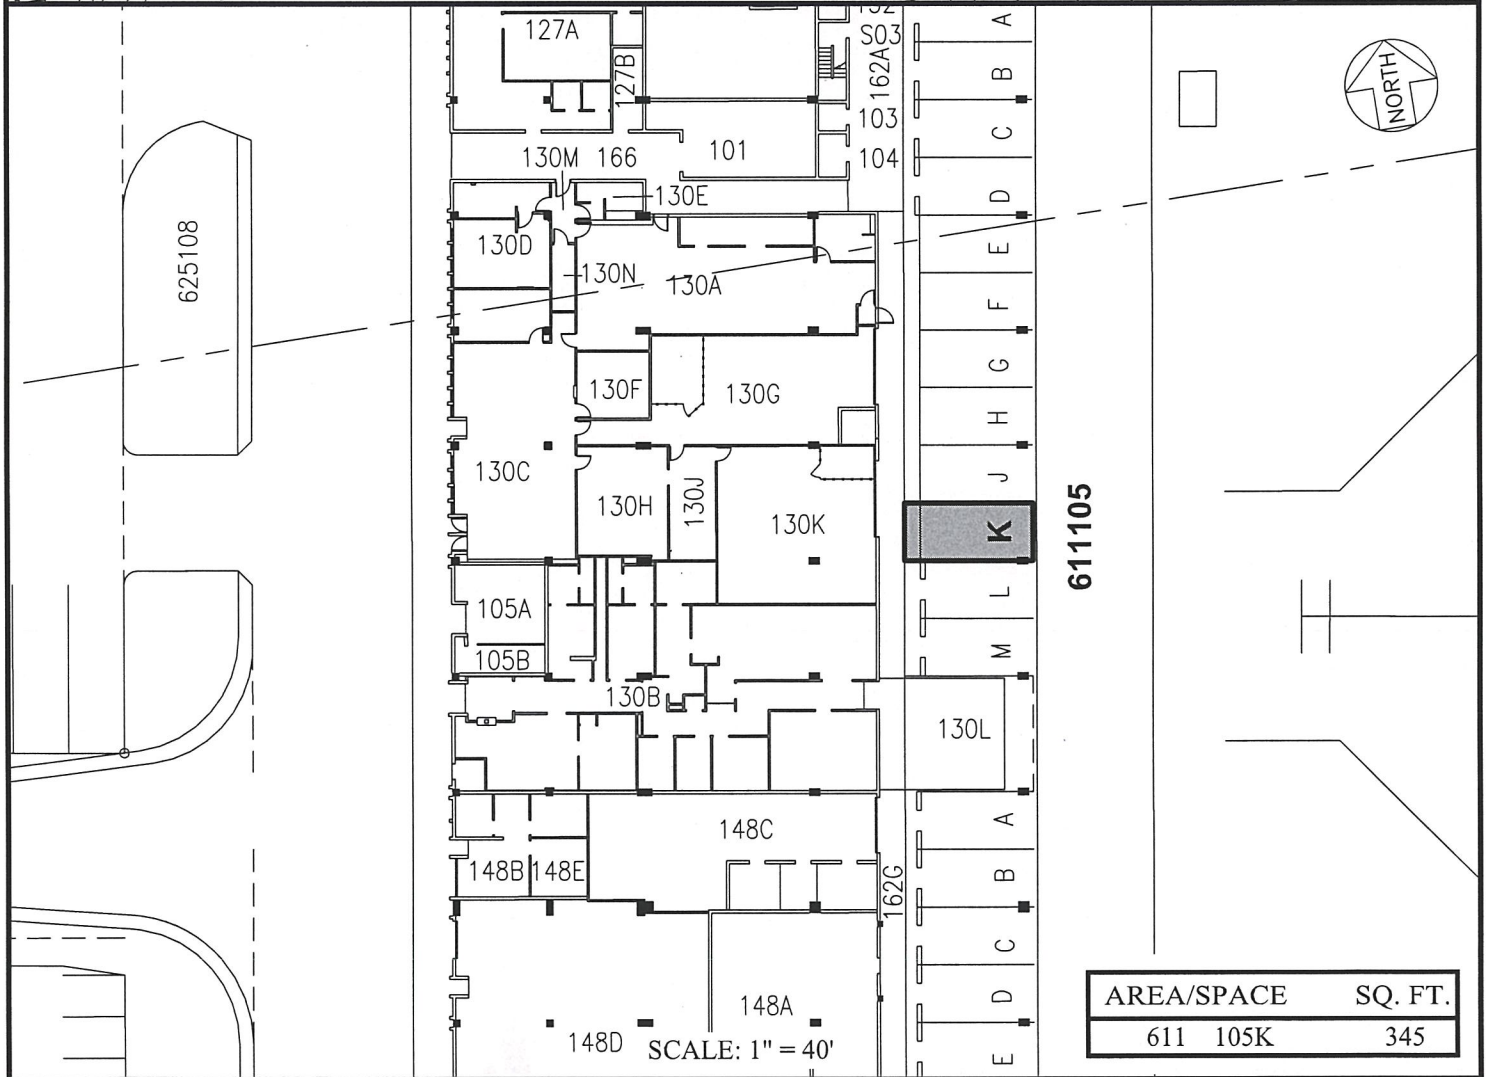 127A
S03
A
162A
B
127B
NORTH
103
C
130M 166
101
104
130E
D
625108
130D
E
130N
130A
F
G
130F
130G
H
130C
J
130H
130J
130K
K
611105
105A
L
105B
M
130B
130L
148C
A
148B
148E
B
162G
C
148A
D
148D
SCALE: 1" = 40'
E
AREA/SPACE SQ. FT.
611 105K 345